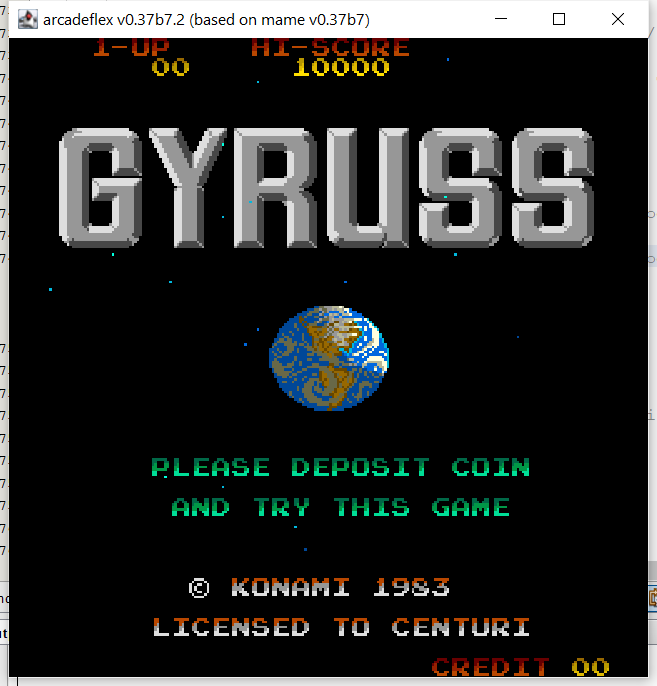 arcadeflex v0.37b7.2 (based on mame v0.37b7)
1-UP HI-SCORE
00 10000
GYRUSS
PLEASE DEPOSIT COIN
AND TRY THIS GAME
© KONAMI 1983
LICENSED TO CENTURI
CREDIT 00